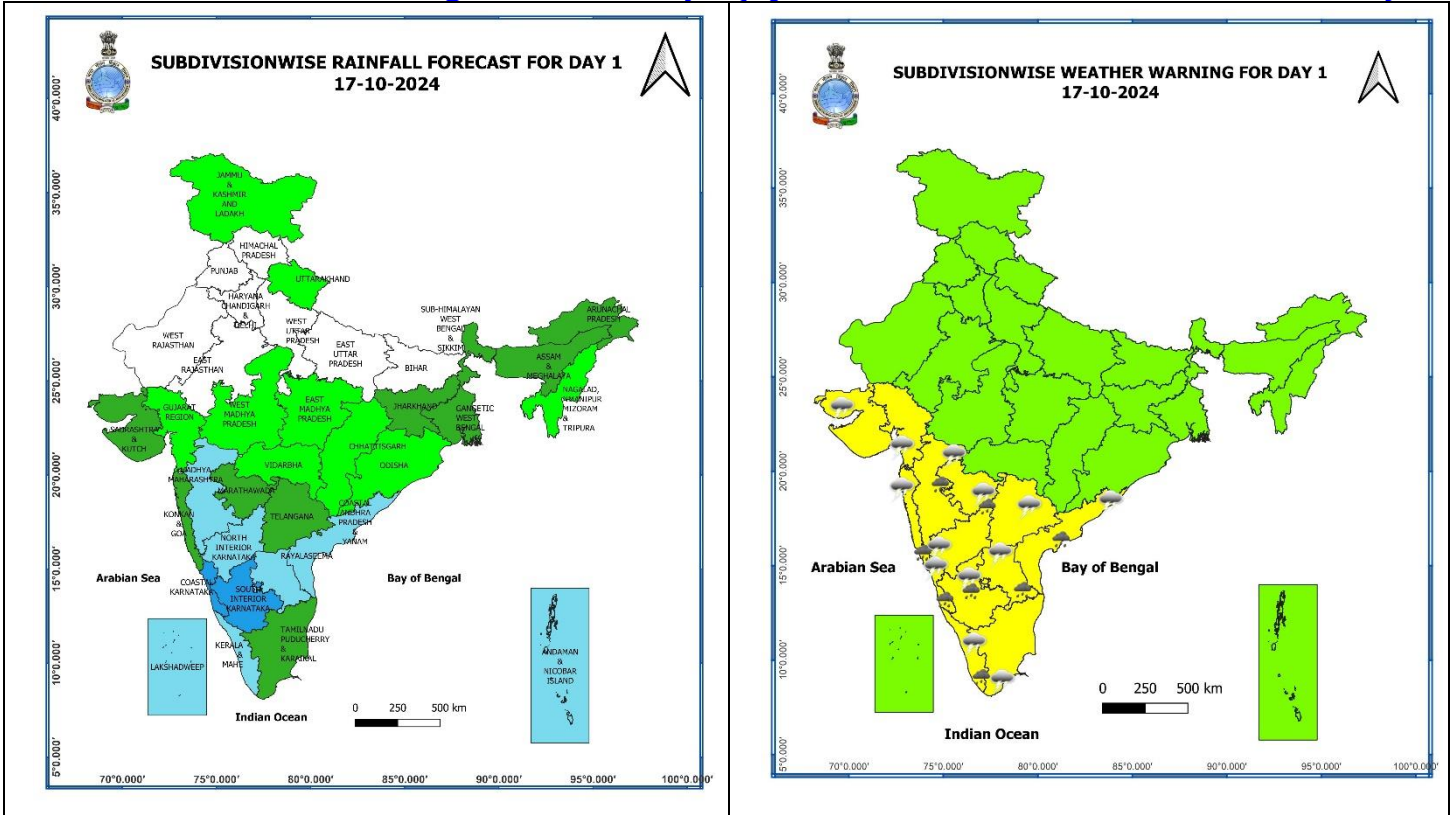 SUBDIVISIONWISE RAINFALL FORECAST FOR DAY 1
17-10-2024
40°0.000'
35°0.000'
30°0.000'
25°0.000'
20°0.000'
15°0.000'
10°0.000'
5°0.000'
JAMMU
&
KASHMIR
AND
LADAKH
HIMACHAL
PRADESH
PUNJAB
UTTARAKHAND
HARYANA
CHANDIGARH
&
DELHI
WEST
RAJASTHAN
EAST
RAJASTHAN
WEST
UTTAR
PRADESH
EAST
UTTAR
PRADESH
BIHAR
SUB-HIMALAYAN
WEST
BENGAL
&
SIKKIM
ARUNACHAL
PRADESH
ASSAM
&
MEGHALAYA
NAGALAD,
MANIPUR
MIZORAM
&
TRIPURA
GUJARAT
REGION
SAURASHTRA
&
KUTCH
WEST
MADHYA
PRADESH
EAST
MADHYA
PRADESH
JHARKHAND
GANGETIC
WEST
BENGAL
CHHATTISGARH
ODISHA
VIDARBHA
MADHYA
MAHARASHTRA
MARATHAWADA
KONKAN
&
GOA
TELANGANA
COASTAL
ANDHRA
PRADESH
&
YANAM
NORTH
INTERIOR
KARNATAKA
RAYALASEEMA
COASTAL
KARNATAKA
SOUTH
INTERIOR
KARNATAKA
Arabian Sea
Bay of Bengal
TAMILNADU
PUDUCHERRY
&
KARAIKAL
KERALA
&
MAHE
LAKSHADWEEP
ANDAMAN
&
NICOBAR
ISLAND
Indian Ocean
0 250 500 km
70°0.000' 75°0.000' 80°0.000' 85°0.000' 90°0.000' 95°0.000' 100°0.000'
SUBDIVISIONWISE WEATHER WARNING FOR DAY 1
17-10-2024
40°0.000'
35°0.000'
30°0.000'
25°0.000'
20°0.000'
15°0.000'
10°0.000'
5°0.000'
Arabian Sea
Bay of Bengal
0 250 500 km
Indian Ocean
70°0.000' 75°0.000' 80°0.000' 85°0.000' 90°0.000' 95°0.000' 100°0.000'